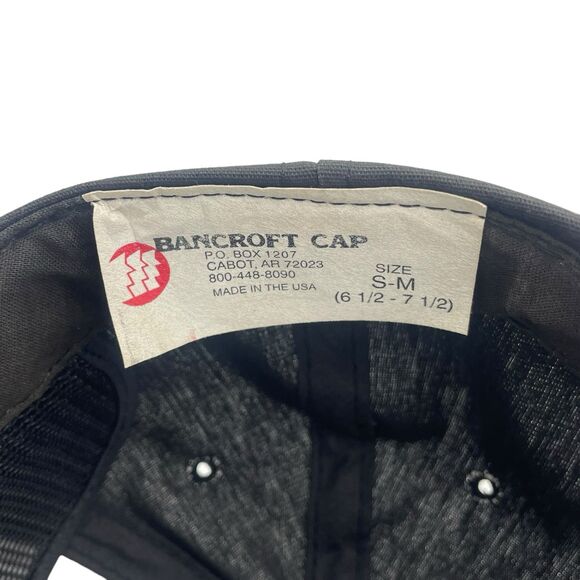 BANCROFT CAP
P.O. BOX 1207
CABOT, AR 72023
800-448-8090
MADE IN THE USA
SIZE
S-M
(6 1/2 - 7 1/2)